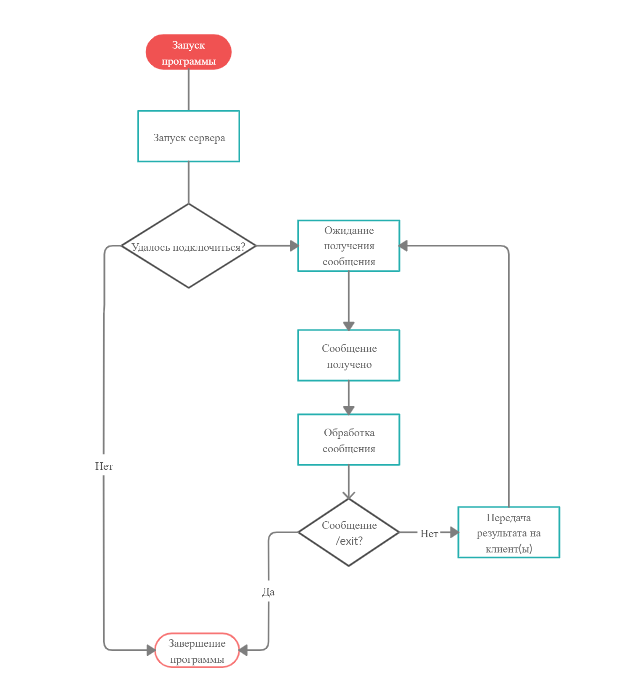 Запуск
программы
Запуск сервера
Удалось подключиться?
Ожидание
получения
сообщения
Сообщение
получено
Обработка
сообщения
Нет
Сообщение
/exit?
Нет
Передача
результата на
клиент(ы)
Да
Завершение
программы